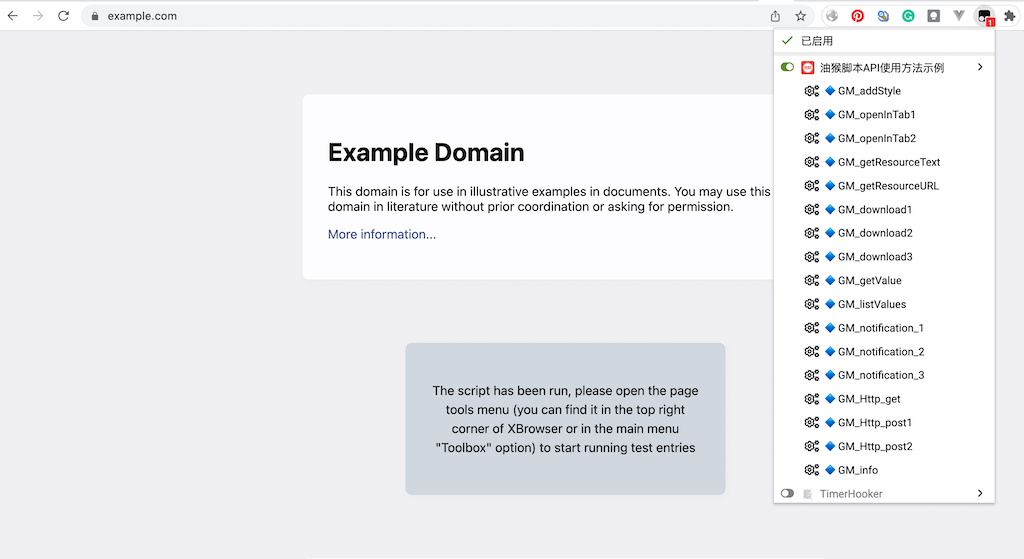 example.com
1
已启用
油猴脚本API使用方法示例
GM_addStyle
GM_openInTab1
GM_openInTab2
GM_getResourceText
GM_getResourceURL
GM_download1
GM_download2
GM_download3
GM_getValue
GM_listValues
GM_notification_1
GM_notification_2
GM_notification_3
GM_Http_get
GM_Http_post1
GM_Http_post2
GM_info
TimerHooker
Example Domain
This domain is for use in illustrative examples in documents. You may use this
domain in literature without prior coordination or asking for permission.
More information...
The script has been run, please open the page
tools menu (you can find it in the top right
corner of XBrowser or in the main menu
"Toolbox" option) to start running test entries